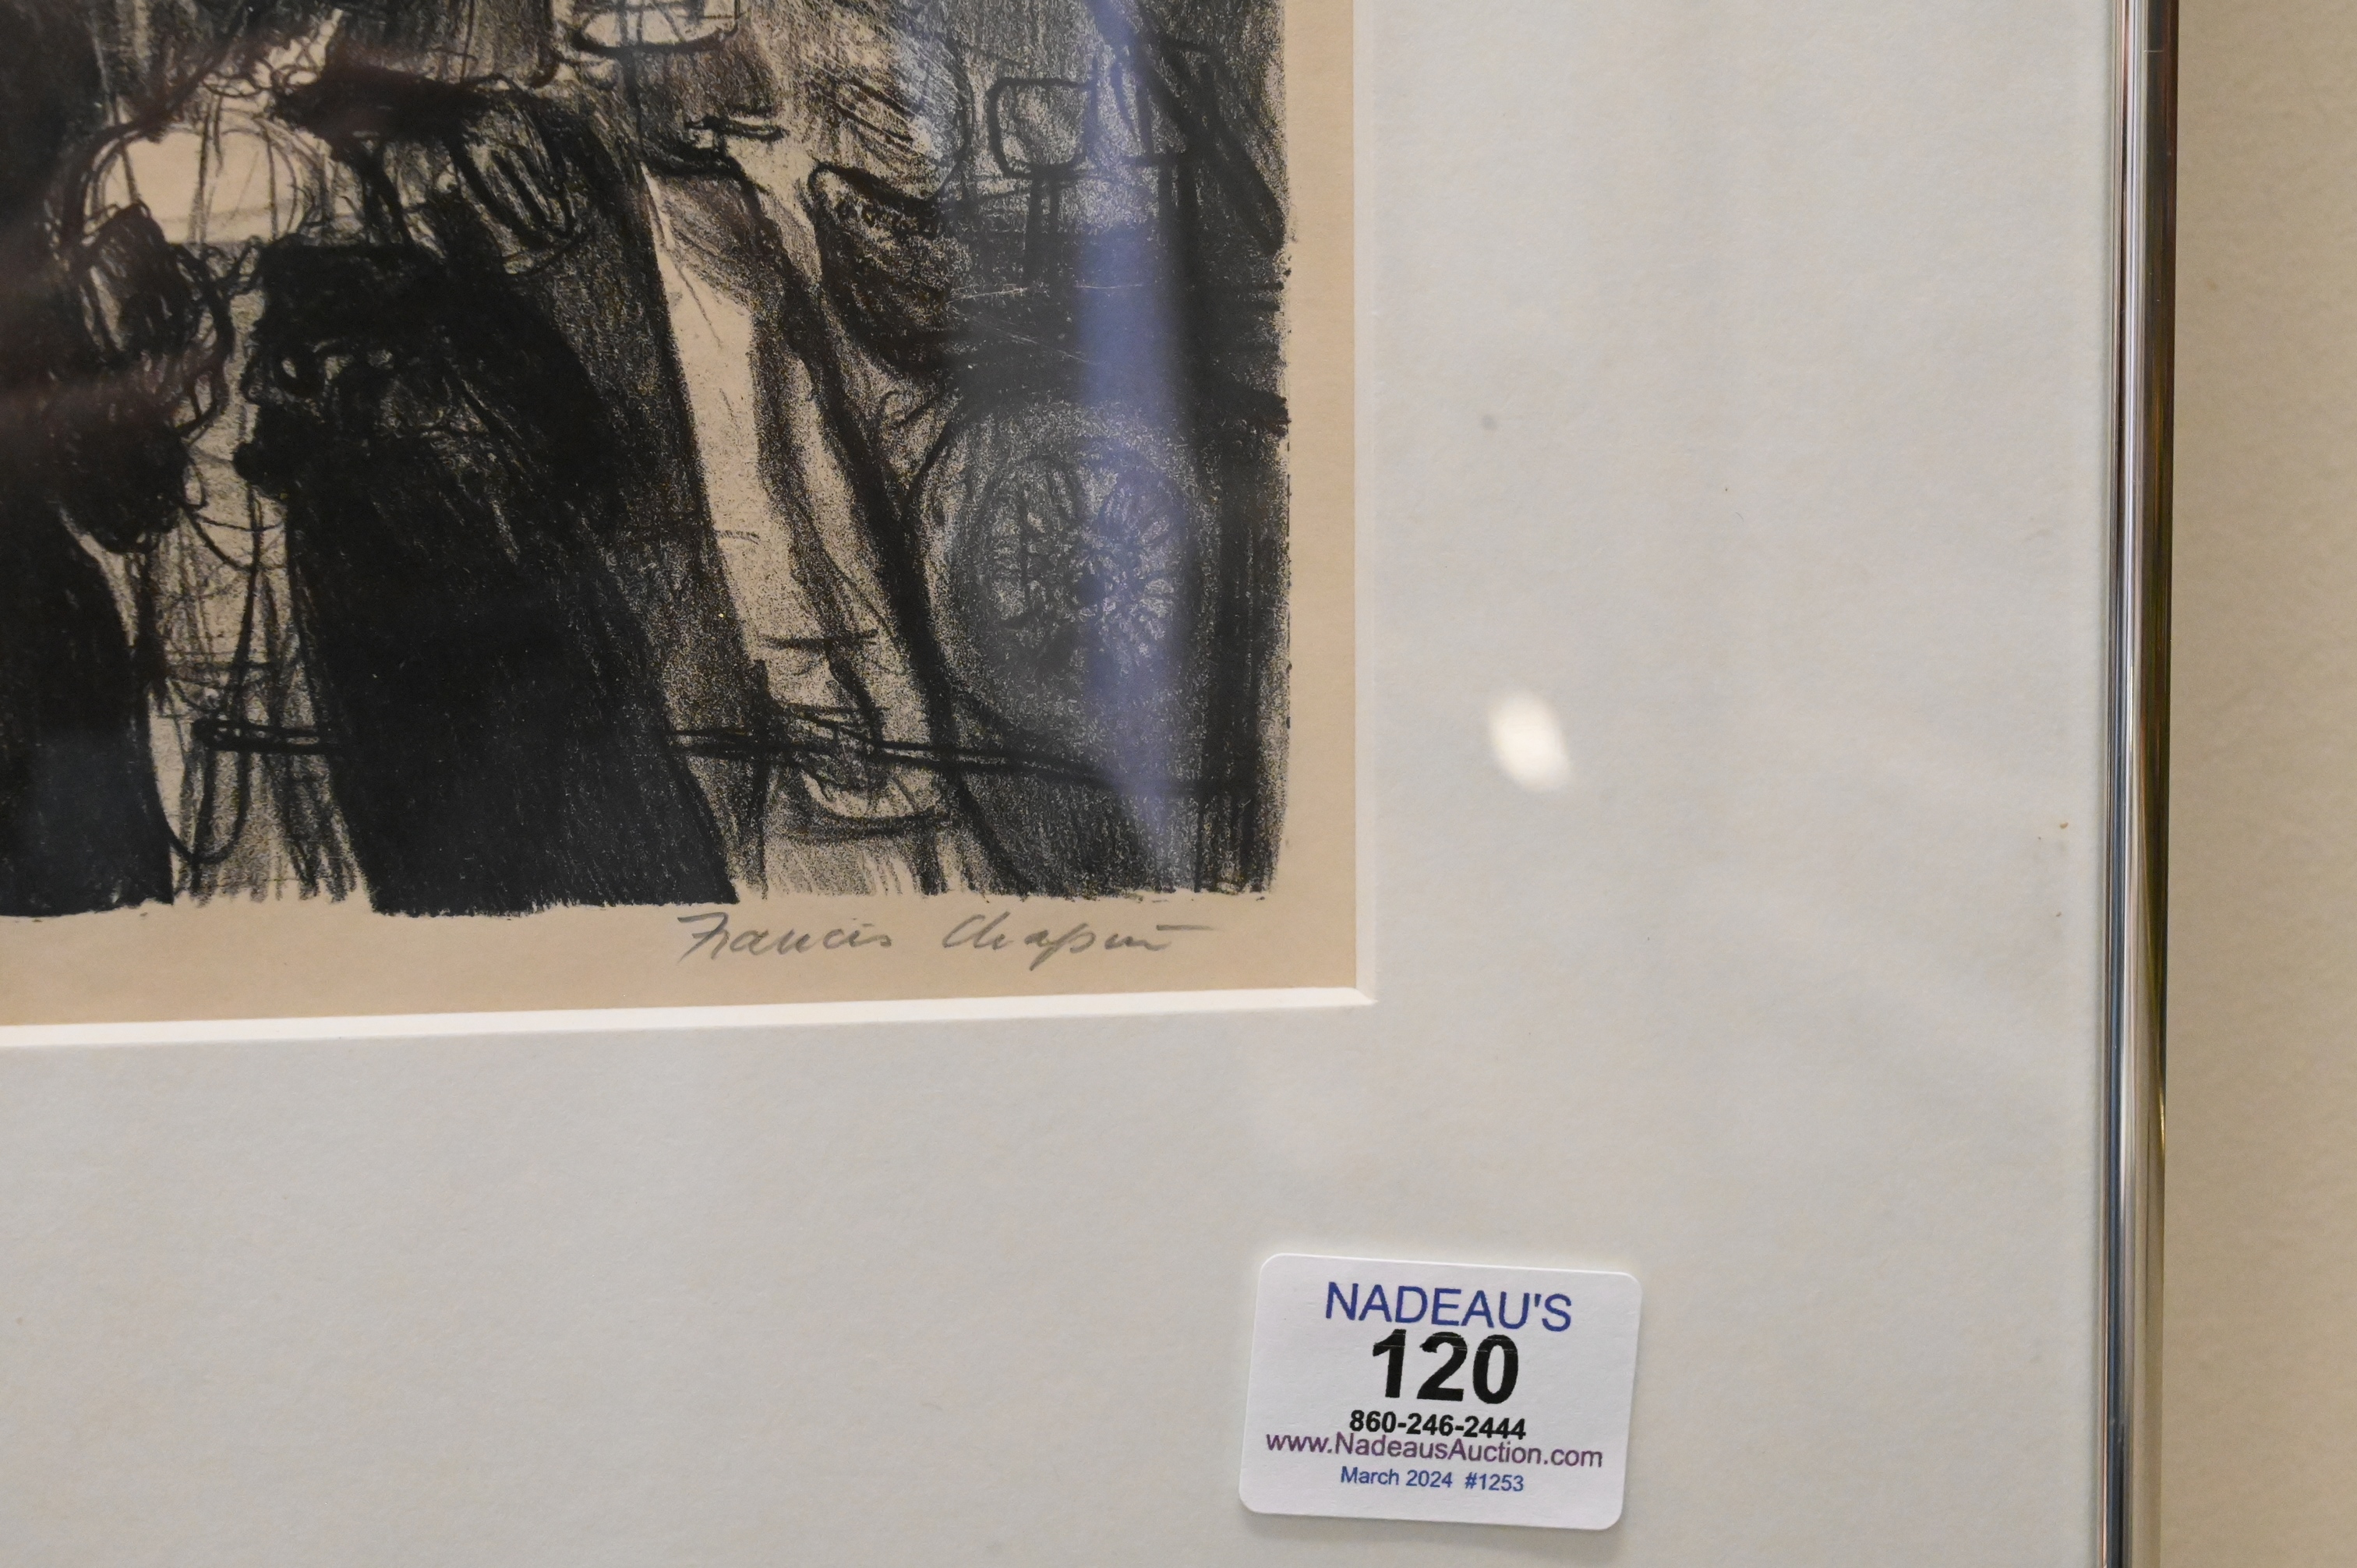 Francis Chapin
NADEAU'S
120
860-246-2444
www.NadeausAuction.com
March 2024 #1253